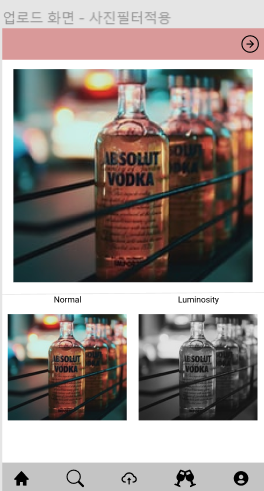 업로드 화면 - 사진필터적용
ABSOLUT
VODKA
Normal
Luminosity
ABSOLUT
VODKA
ABSOLUT
VODKA